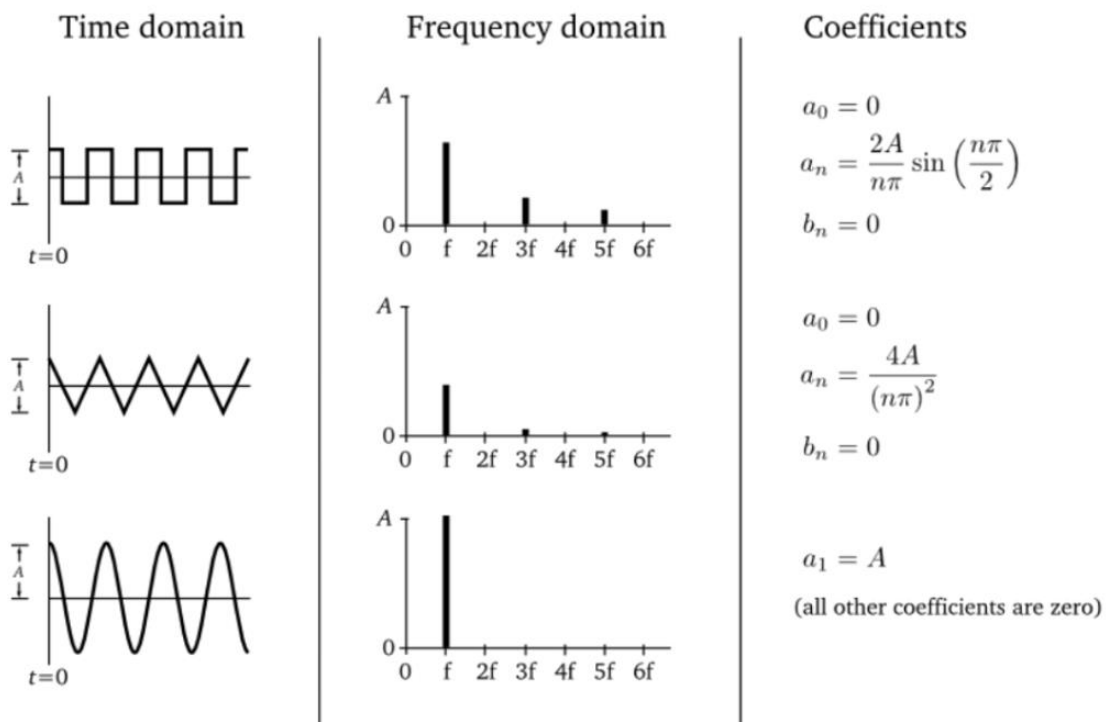 Time domain
Frequency domain
Coefficients
A
t=0
A
0
0 f 2f 3f 4f 5f 6f
a₀ = 0
aₙ = 2A/nπ sin (nπ/2)
bₙ = 0
A
t=0
A
0
0 f 2f 3f 4f 5f 6f
a₀ = 0
aₙ = 4A/(nπ)²
bₙ = 0
A
t=0
A
0
0 f 2f 3f 4f 5f 6f
a₁ = A
(all other coefficients are zero)